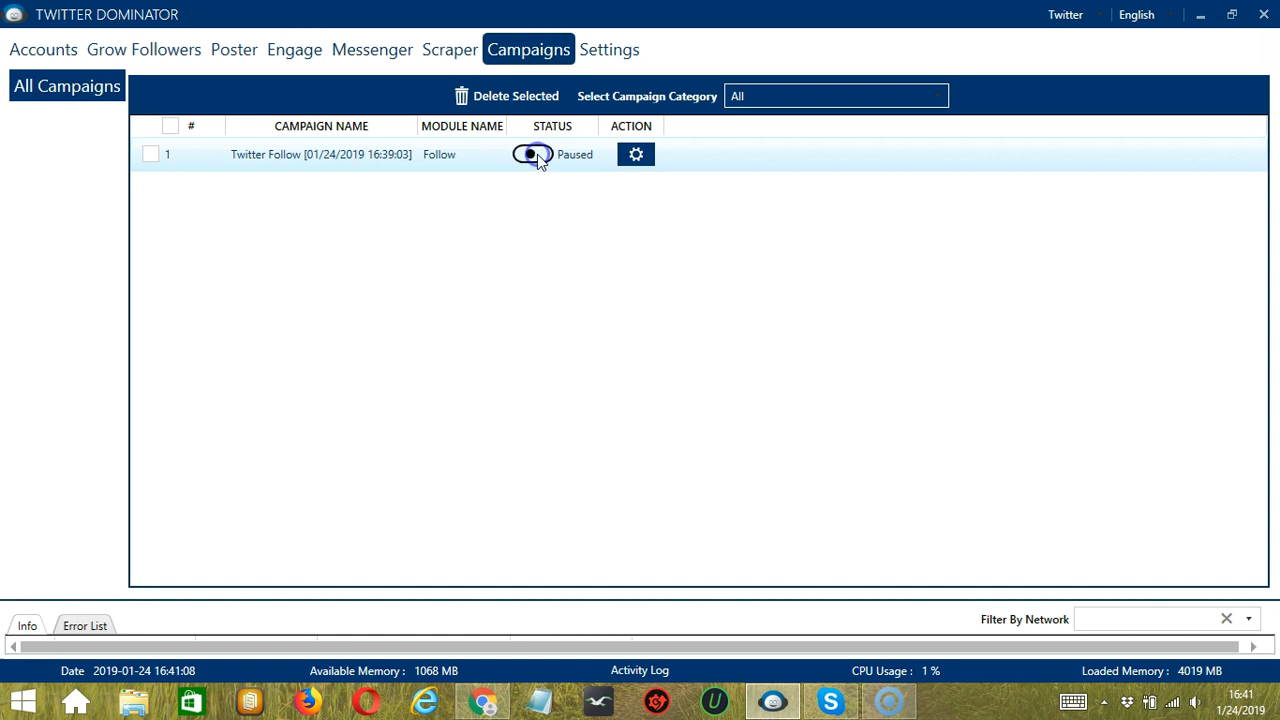 TWITTER DOMINATOR Twitter English
Accounts Grow Followers Poster Engage Messenger Scraper Campaigns Settings
All Campaigns
Delete Selected Select Campaign Category All
# CAMPAIGN NAME MODULE NAME STATUS ACTION
1 Twitter Follow [01/24/2019 16:39:03] Follow Paused
Info Error List Filter By Network
Date 2019-01-24 16:41:08 Available Memory : 1068 MB Activity Log CPU Usage : 1 % Loaded Memory : 4019 MB
16:41
1/24/2019